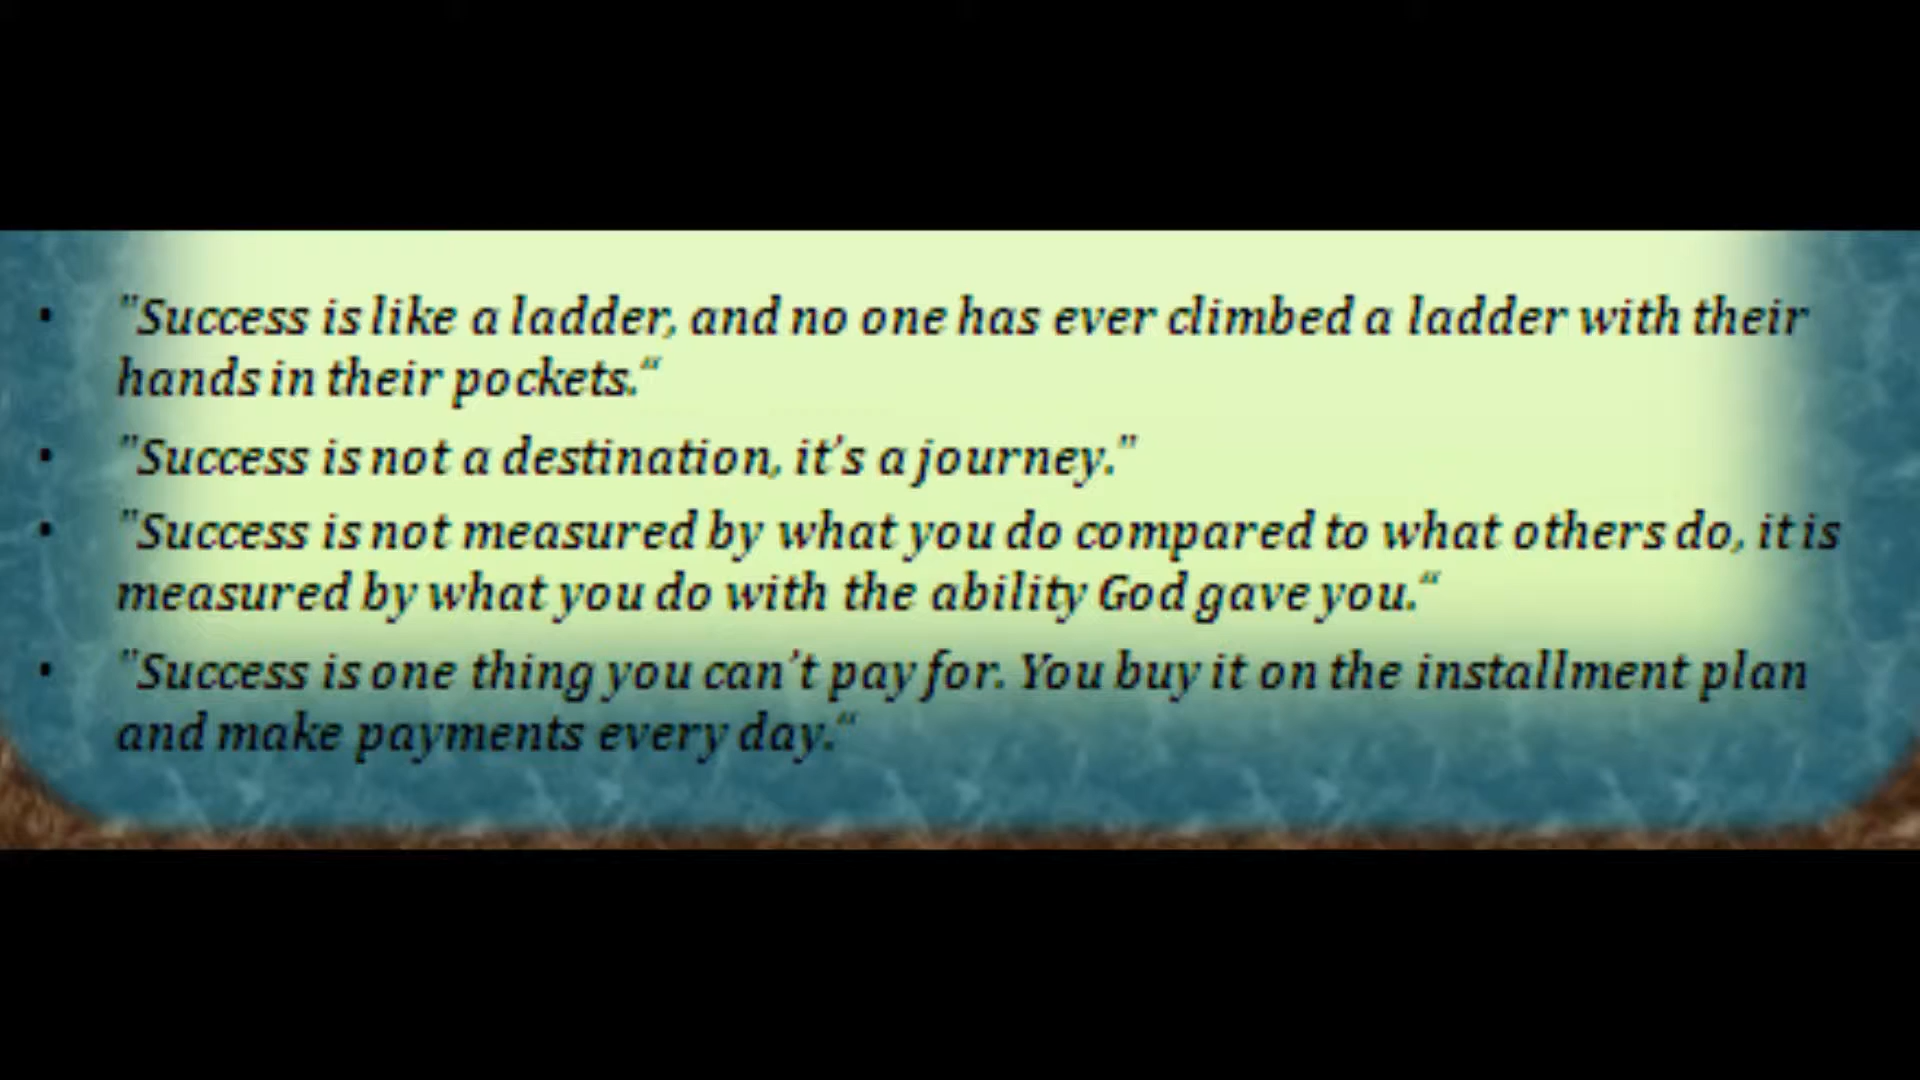 • "Success is like a ladder, and no one has ever climbed a ladder with their
hands in their pockets.“
• "Success is not a destination, it’s a journey."
• "Success is not measured by what you do compared to what others do, it is
measured by what you do with the ability God gave you.“
• "Success is one thing you can’t pay for. You buy it on the installment plan
and make payments every day.“